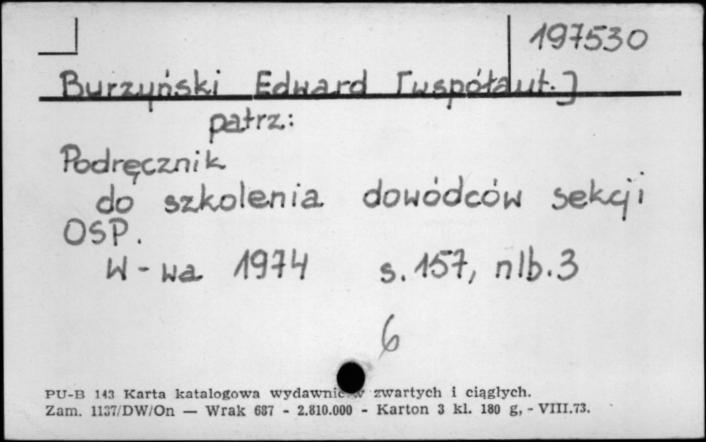 197530
Burzyński Edward [współaut.]
patrz:
Podręcznik
do szkolenia dowódców sekcji
OSP.
W-wa 1974 s. 157, nlb. 3
6
PU-B 143 Karta katalogowa wydawnictw zwartych i ciągłych.
Zam. 1137/DW/On — Wrak 687 - 2.810.000 - Karton 3 kl. 180 g, - VIII.73.